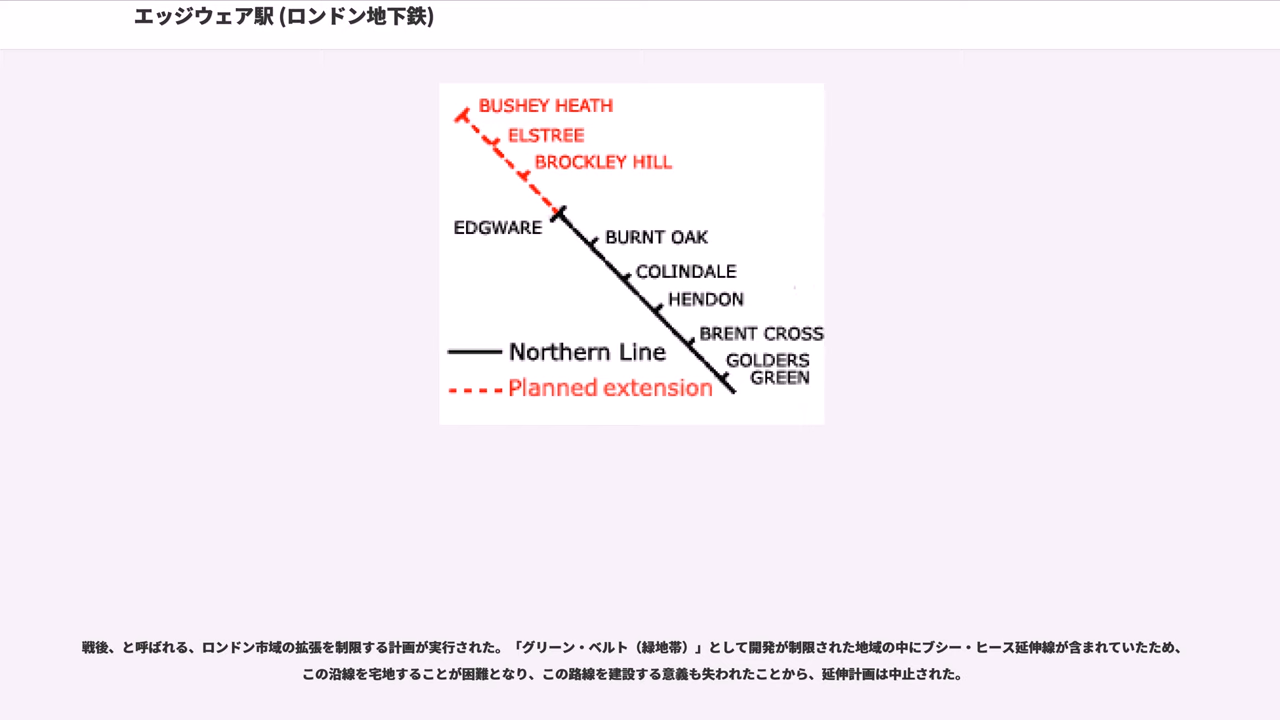 エッジウェア駅 (ロンドン地下鉄)
BUSHEY HEATH
ELSTREE
BROCKLEY HILL
EDGWARE
BURNT OAK
COLINDALE
HENDON
BRENT CROSS
GOLDERS
GREEN
Northern Line
Planned extension
戦後、と呼ばれる、ロンドン市域の拡張を制限する計画が実行された。「グリーン・ベルト（緑地帯）」として開発が制限された地域の中にブシー・ヒース延伸線が含まれていたため、
この沿線を宅地することが困難となり、この路線を建設する意義も失われたことから、延伸計画は中止された。